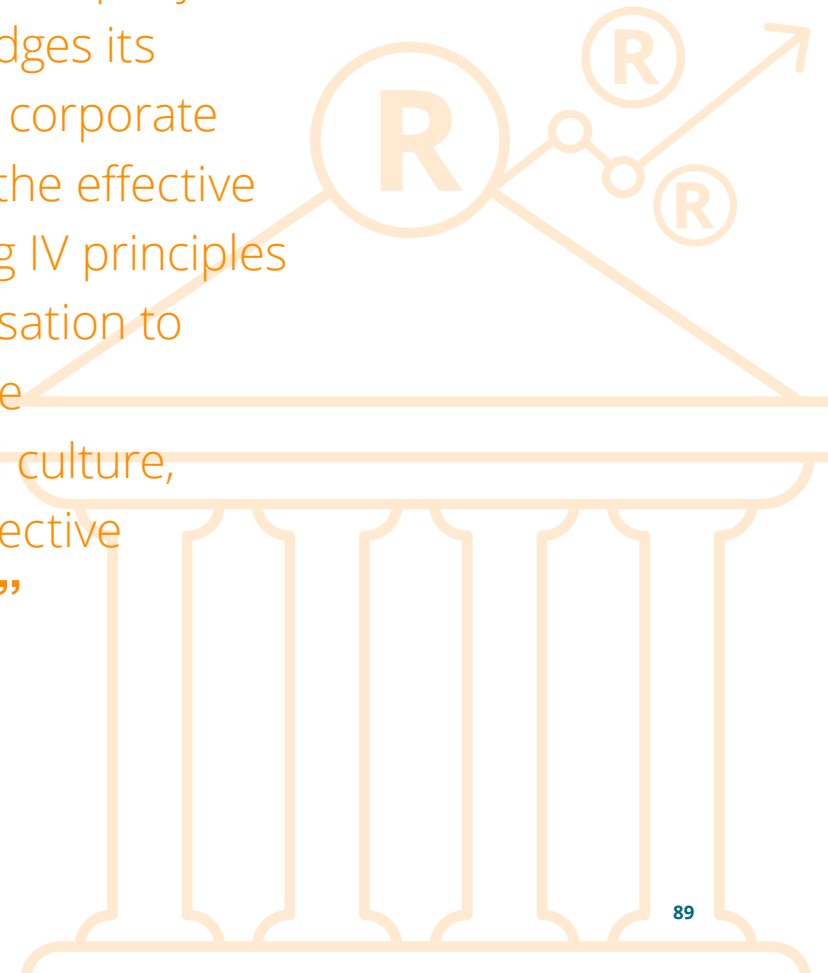 dges its
corporate
the effective
g IV principles
sation to
e
culture,
ective
”
R
R
R
89